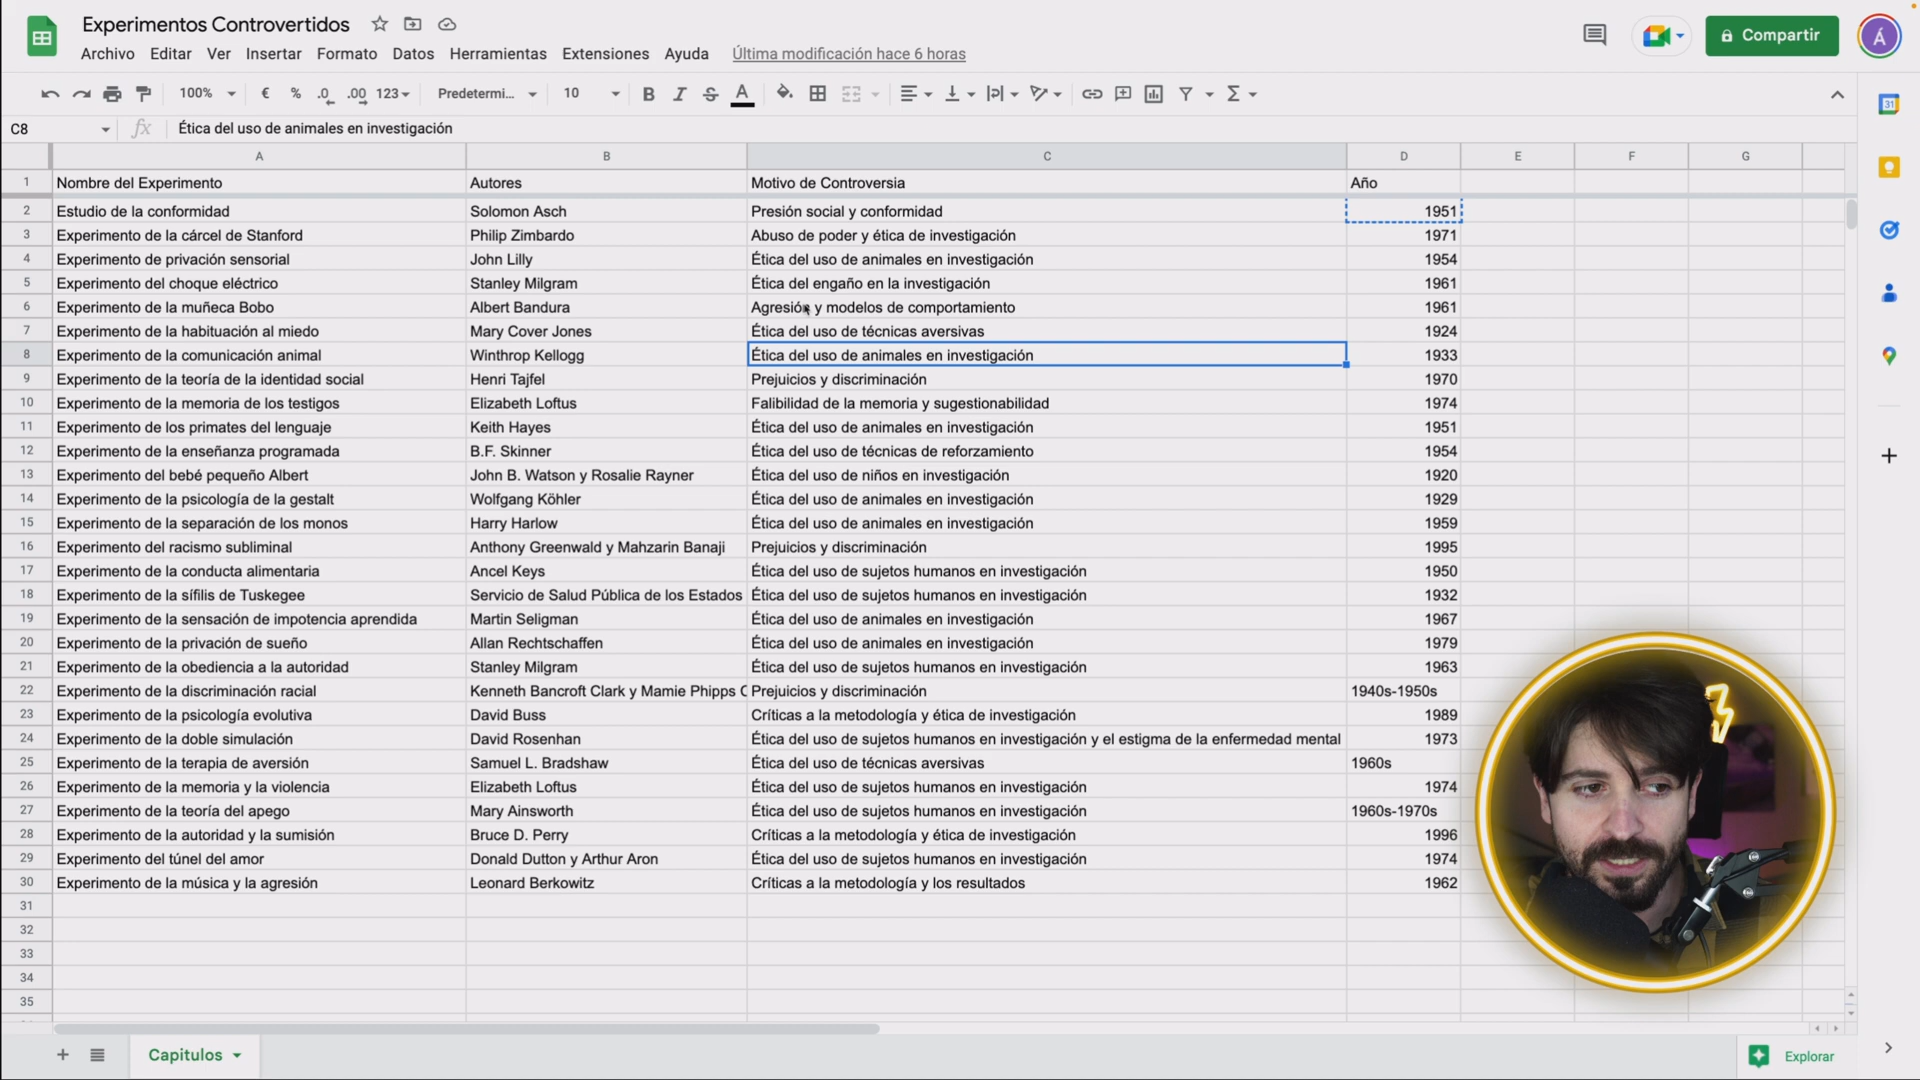 Experimentos Controvertidos
Archivo Editar Ver Insertar Formato Datos Herramientas Extensiones Ayuda Última modificación hace 6 horas
Compartir
Á
100% € % .0 .00 123 Predetermi... 10 B I S A Σ
31
C8 fx Ética del uso de animales en investigación
A B C D E F G
1 Nombre del Experimento Autores Motivo de Controversia Año
2 Estudio de la conformidad Solomon Asch Presión social y conformidad 1951
3 Experimento de la cárcel de Stanford Philip Zimbardo Abuso de poder y ética de investigación 1971
4 Experimento de privación sensorial John Lilly Ética del uso de animales en investigación 1954
5 Experimento del choque eléctrico Stanley Milgram Ética del engaño en la investigación 1961
6 Experimento de la muñeca Bobo Albert Bandura Agresión y modelos de comportamiento 1961
7 Experimento de la habituación al miedo Mary Cover Jones Ética del uso de técnicas aversivas 1924
8 Experimento de la comunicación animal Winthrop Kellogg Ética del uso de animales en investigación 1933
9 Experimento de la teoría de la identidad social Henri Tajfel Prejuicios y discriminación 1970
10 Experimento de la memoria de los testigos Elizabeth Loftus Falibilidad de la memoria y sugestionabilidad 1974
11 Experimento de los primates del lenguaje Keith Hayes Ética del uso de animales en investigación 1951
12 Experimento de la enseñanza programada B.F. Skinner Ética del uso de técnicas de reforzamiento 1954
13 Experimento del bebé pequeño Albert John B. Watson y Rosalie Rayner Ética del uso de niños en investigación 1920
14 Experimento de la psicología de la gestalt Wolfgang Köhler Ética del uso de animales en investigación 1929
15 Experimento de la separación de los monos Harry Harlow Ética del uso de animales en investigación 1959
16 Experimento del racismo subliminal Anthony Greenwald y Mahzarin Banaji Prejuicios y discriminación 1995
17 Experimento de la conducta alimentaria Ancel Keys Ética del uso de sujetos humanos en investigación 1950
18 Experimento de la sífilis de Tuskegee Servicio de Salud Pública de los Estados Ética del uso de sujetos humanos en investigación 1932
19 Experimento de la sensación de impotencia aprendida Martin Seligman Ética del uso de animales en investigación 1967
20 Experimento de la privación de sueño Allan Rechtschaffen Ética del uso de animales en investigación 1979
21 Experimento de la obediencia a la autoridad Stanley Milgram Ética del uso de sujetos humanos en investigación 1963
22 Experimento de la discriminación racial Kenneth Bancroft Clark y Mamie Phipps C Prejuicios y discriminación 1940s-1950s
23 Experimento de la psicología evolutiva David Buss Críticas a la metodología y ética de investigación 1989
24 Experimento de la doble simulación David Rosenhan Ética del uso de sujetos humanos en investigación y el estigma de la enfermedad mental 1973
25 Experimento de la terapia de aversión Samuel L. Bradshaw Ética del uso de técnicas aversivas 1960s
26 Experimento de la memoria y la violencia Elizabeth Loftus Ética del uso de sujetos humanos en investigación 1974
27 Experimento de la teoría del apego Mary Ainsworth Ética del uso de sujetos humanos en investigación 1960s-1970s
28 Experimento de la autoridad y la sumisión Bruce D. Perry Críticas a la metodología y ética de investigación 1996
29 Experimento del túnel del amor Donald Dutton y Arthur Aron Ética del uso de sujetos humanos en investigación 1974
30 Experimento de la música y la agresión Leonard Berkowitz Críticas a la metodología y los resultados 1962
31
32
33
34
35
Capitulos
Explorar